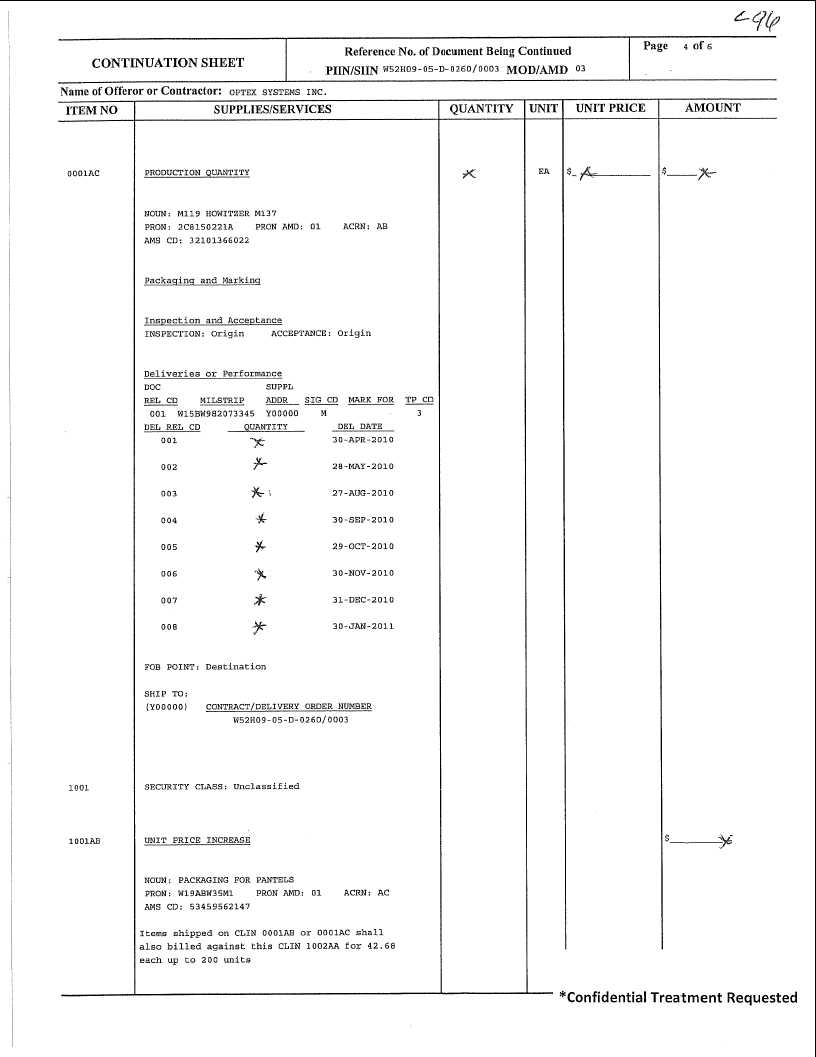 C-96
CONTINUATION SHEET
Reference No. of Document Being Continued
PIIN/SIIN W52H09-05-D-0260/0003 MOD/AMD 03
Page 4 of 6
Name of Offeror or Contractor: OPTEX SYSTEMS INC.
ITEM NO SUPPLIES/SERVICES QUANTITY UNIT UNIT PRICE AMOUNT
0001AC PRODUCTION QUANTITY * EA $ * $ *
NOUN: M119 HOWITZER M137
PRON: 2C8150221A PRON AMD: 01 ACRN: AB
AMS CD: 32101366022
Packaging and Marking
Inspection and Acceptance
INSPECTION: Origin ACCEPTANCE: Origin
Deliveries or Performance
DOC SUPPL
REL CD MILSTRIP ADDR SIG CD MARK FOR TP CD
001 W15BW982073345 Y00000 M 3
DEL REL CD QUANTITY DEL DATE
001 * 30-APR-2010
002 * 28-MAY-2010
003 * 27-AUG-2010
004 * 30-SEP-2010
005 * 29-OCT-2010
006 * 30-NOV-2010
007 * 31-DEC-2010
008 * 30-JAN-2011
FOB POINT: Destination
SHIP TO:
(Y00000) CONTRACT/DELIVERY ORDER NUMBER
W52H09-05-D-0260/0003
1001 SECURITY CLASS: Unclassified
1001AB UNIT PRICE INCREASE $ *
NOUN: PACKAGING FOR PANTELS
PRON: W19ABW35M1 PRON AMD: 01 ACRN: AC
AMS CD: 53459562147
Items shipped on CLIN 0001AB or 0001AC shall
also billed against this CLIN 1002AA for 42.68
each up to 200 units
*Confidential Treatment Requested